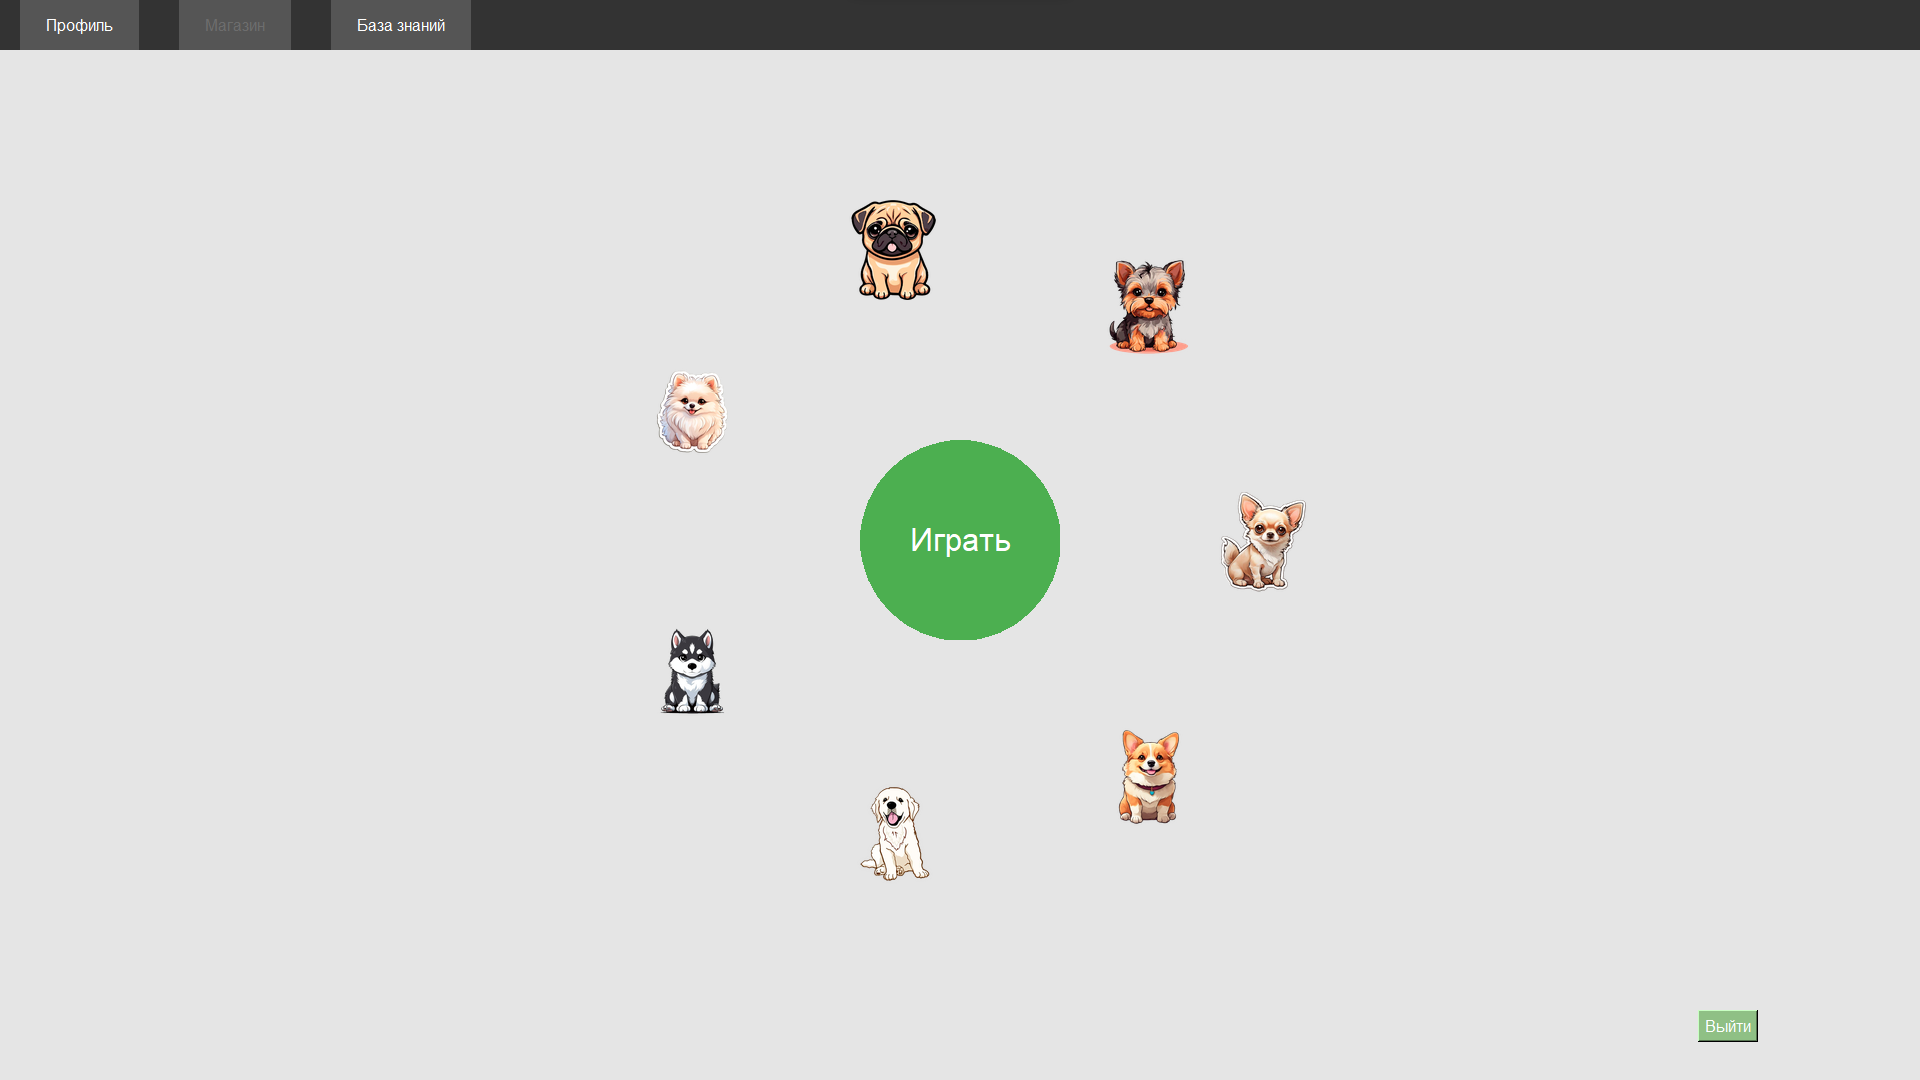 Профиль
Магазин
База знаний
Играть
Выйти